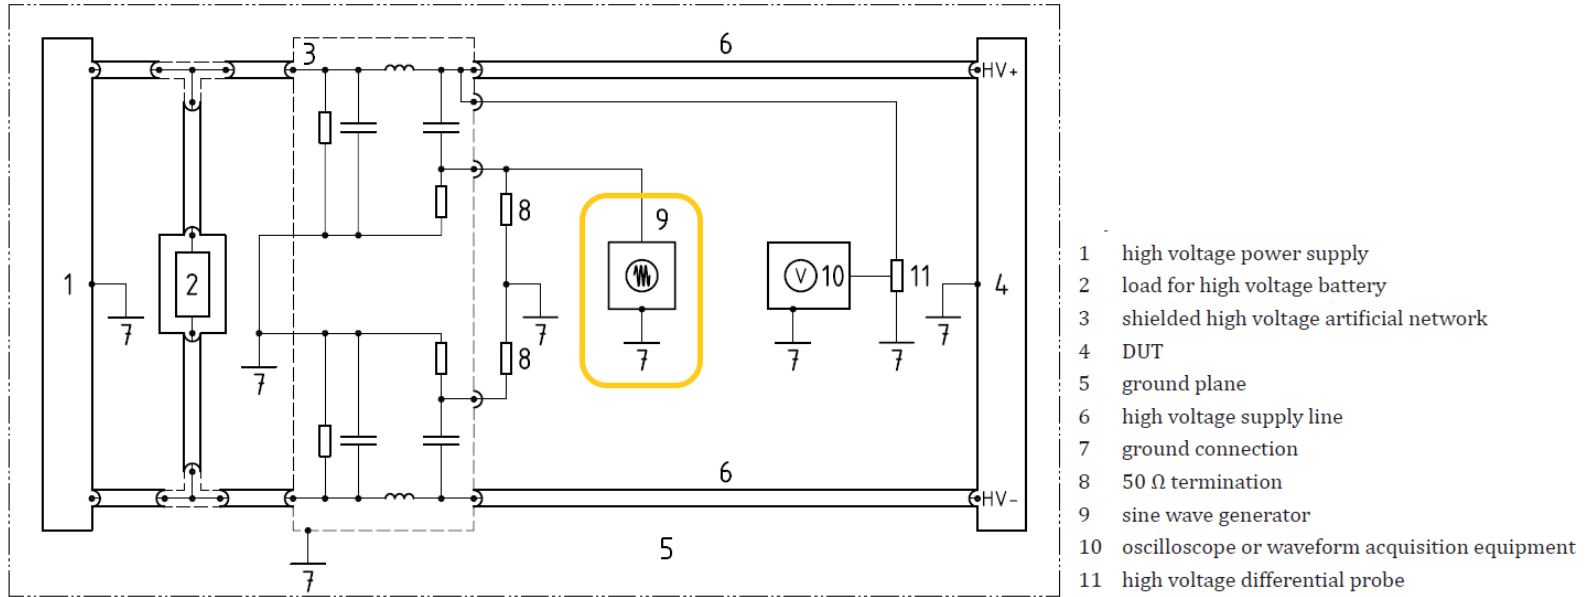 6
3
HV+
8
9
1
2
V
10
11
4
7
7
7
7
7
7
8
7
6
HV-
5
7
1 high voltage power supply
2 load for high voltage battery
3 shielded high voltage artificial network
4 DUT
5 ground plane
6 high voltage supply line
7 ground connection
8 50 Ω termination
9 sine wave generator
10 oscilloscope or waveform acquisition equipment
11 high voltage differential probe